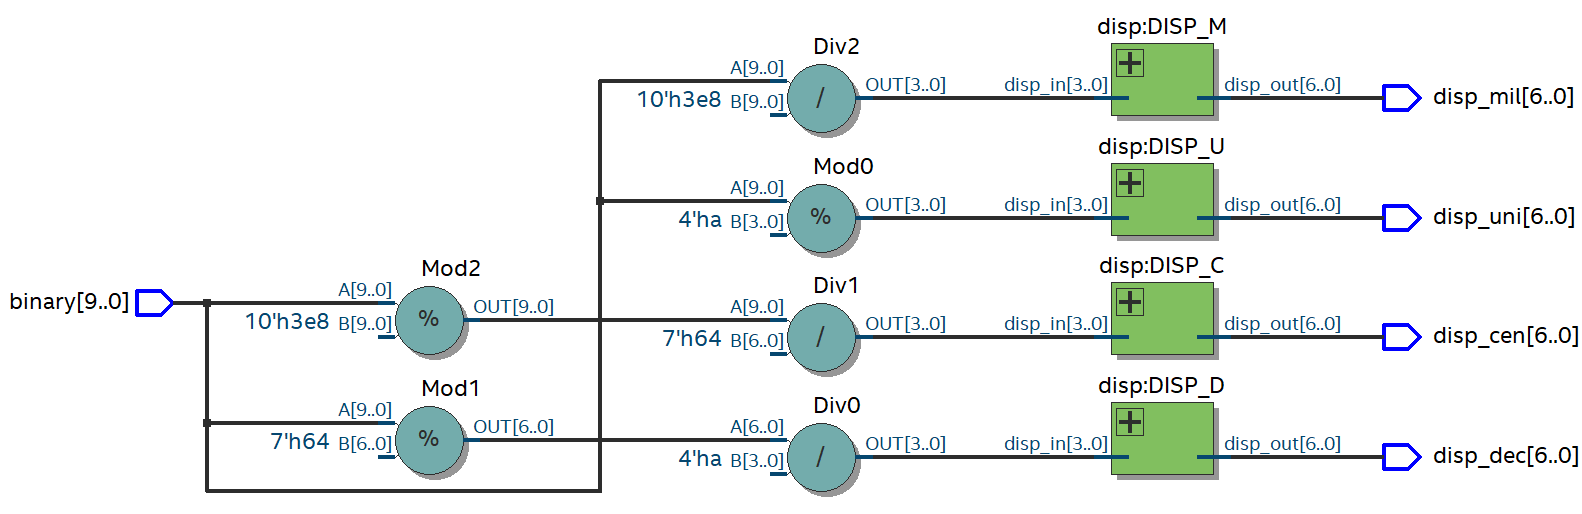 disp:DISP_M
Div2
A[9..0]
10'h3e8 B[9..0]
/
OUT[3..0]
disp_in[3..0]
disp_out[6..0]
disp_mil[6..0]
disp:DISP_U
Mod0
A[9..0]
4'ha B[3..0]
%
OUT[3..0]
disp_in[3..0]
disp_out[6..0]
disp_uni[6..0]
binary[9..0]
Mod2
A[9..0]
10'h3e8 B[9..0]
%
OUT[9..0]
disp:DISP_C
Div1
A[9..0]
7'h64 B[6..0]
/
OUT[3..0]
disp_in[3..0]
disp_out[6..0]
disp_cen[6..0]
Mod1
A[9..0]
7'h64 B[6..0]
%
OUT[6..0]
disp:DISP_D
Div0
A[6..0]
4'ha B[3..0]
/
OUT[3..0]
disp_in[3..0]
disp_out[6..0]
disp_dec[6..0]